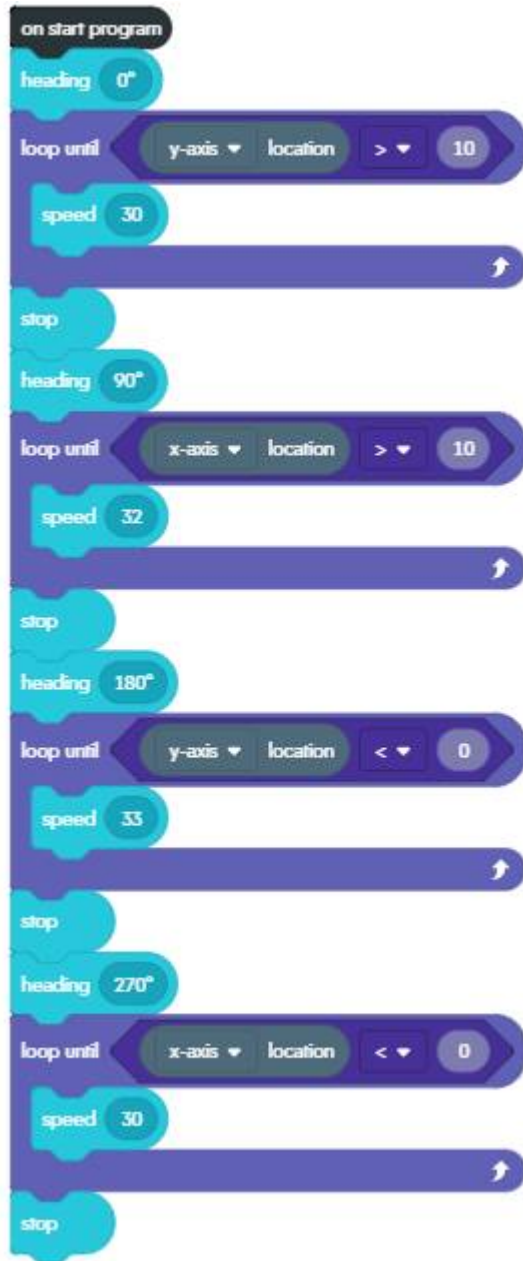 on start program
heading 0°
loop until y-axis location > 10
speed 30
stop
heading 90°
loop until x-axis location > 10
speed 32
stop
heading 180°
loop until y-axis location < 0
speed 33
stop
heading 270°
loop until x-axis location < 0
speed 30
stop